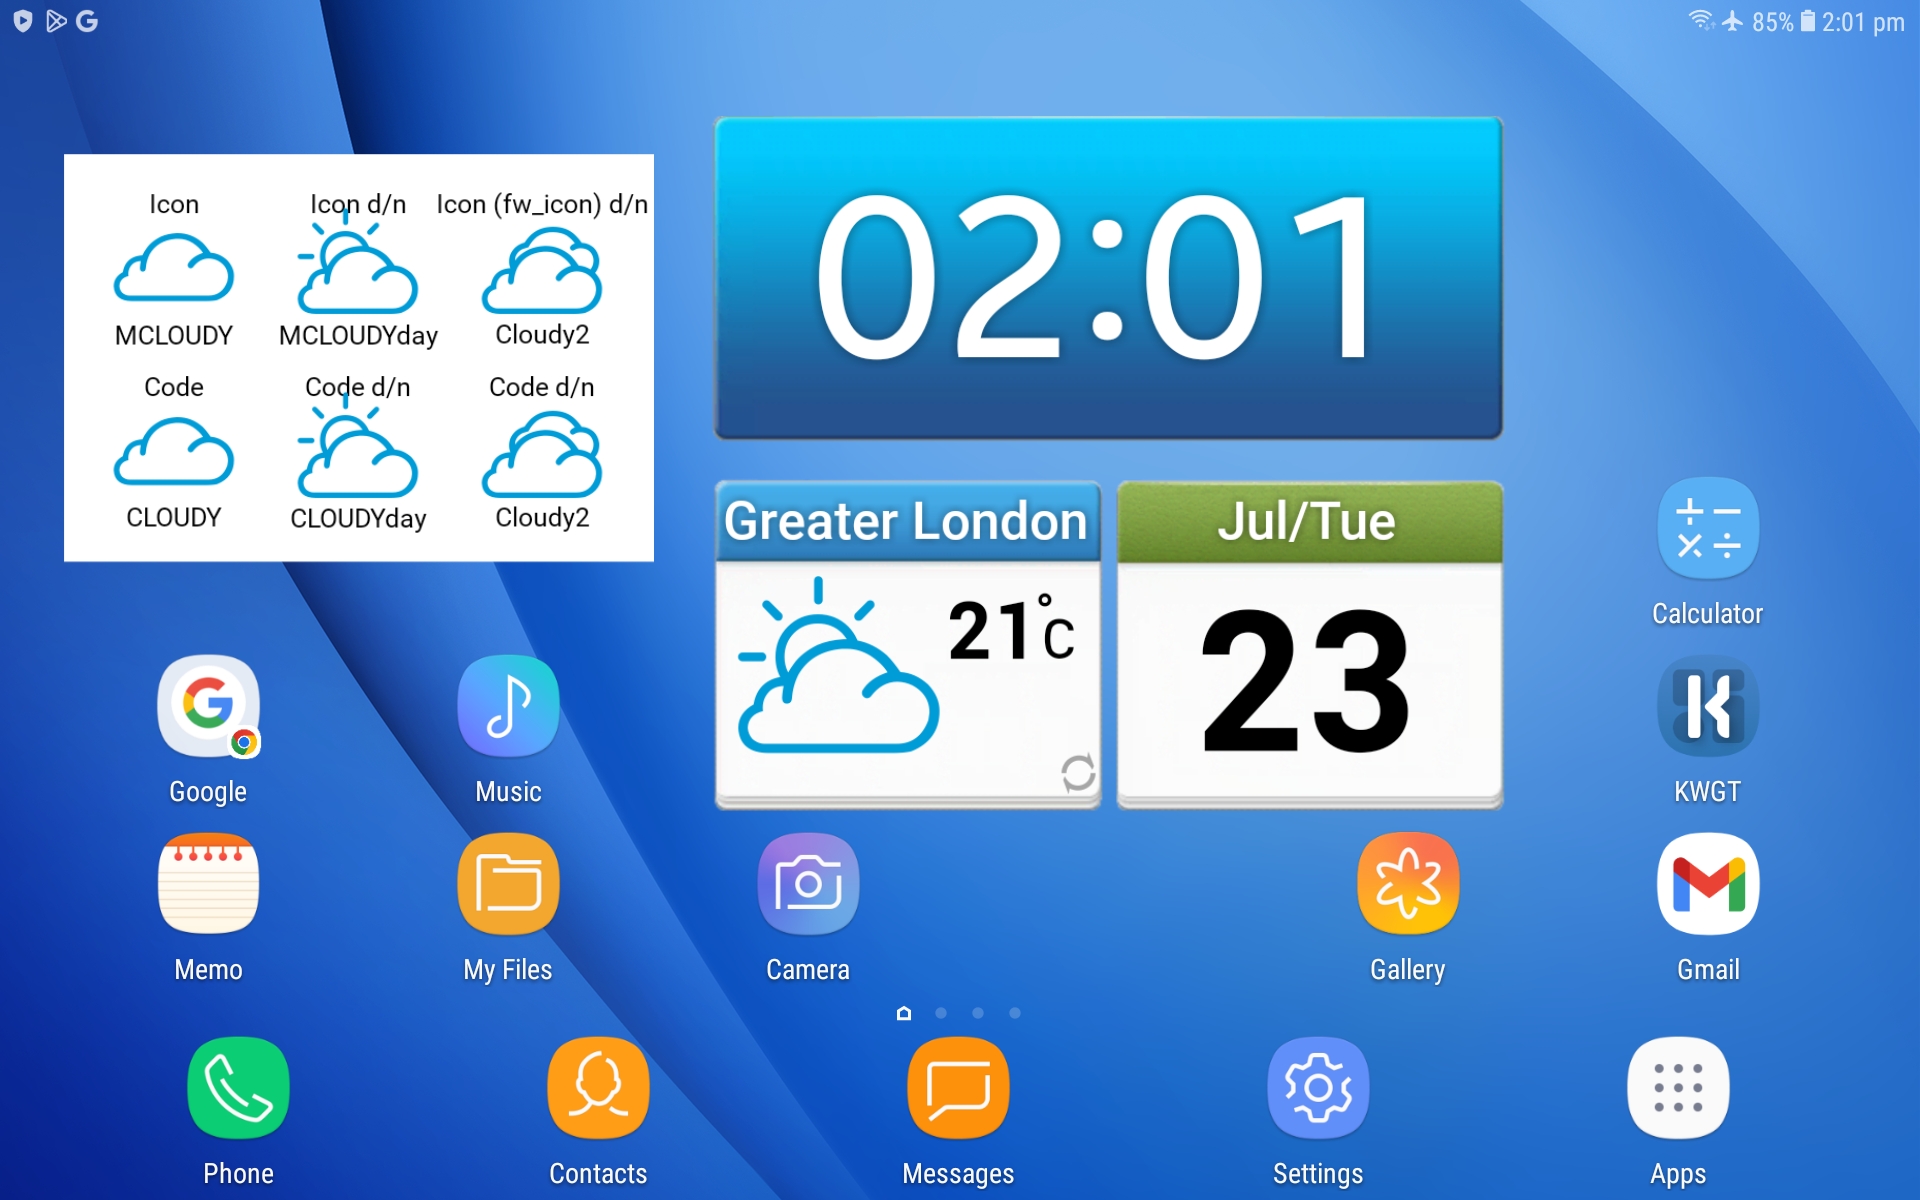 85% 2:01 pm
Icon Icon d/n Icon (fw_icon) d/n
MCLOUDY MCLOUDYday Cloudy2
Code Code d/n Code d/n
CLOUDY CLOUDYday Cloudy2
02:01
Greater London
21°C
Jul/Tue
23
Calculator
Google
Music
KWGT
Memo
My Files
Camera
Gallery
Gmail
Phone
Contacts
Messages
Settings
Apps